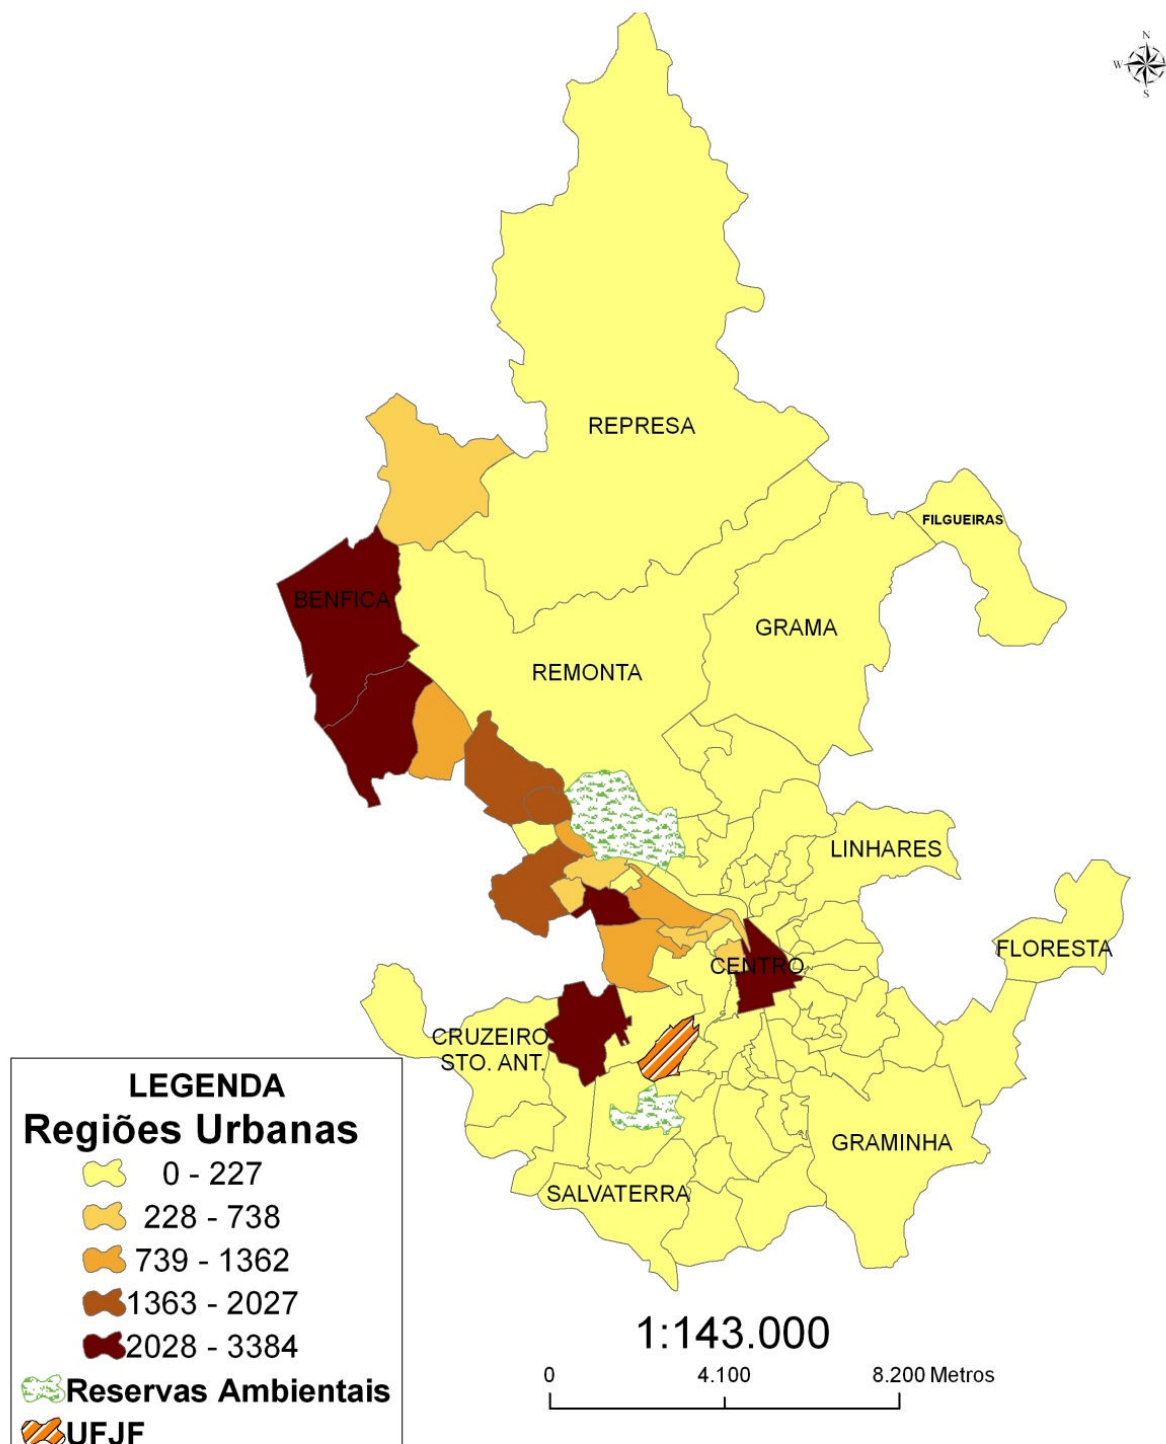 N
W
S
REPRESA
FILGUEIRAS
BENFICA
GRAMA
REMONTA
LINHARES
FLORESTA
CENTRO
CRUZEIRO
STO. ANT.
GRAMINHA
SALVATERRA
LEGENDA
Regiões Urbanas
0 - 227
228 - 738
739 - 1362
1363 - 2027
2028 - 3384
Reservas Ambientais
UFJF
1:143.000
0 4.100 8.200 Metros